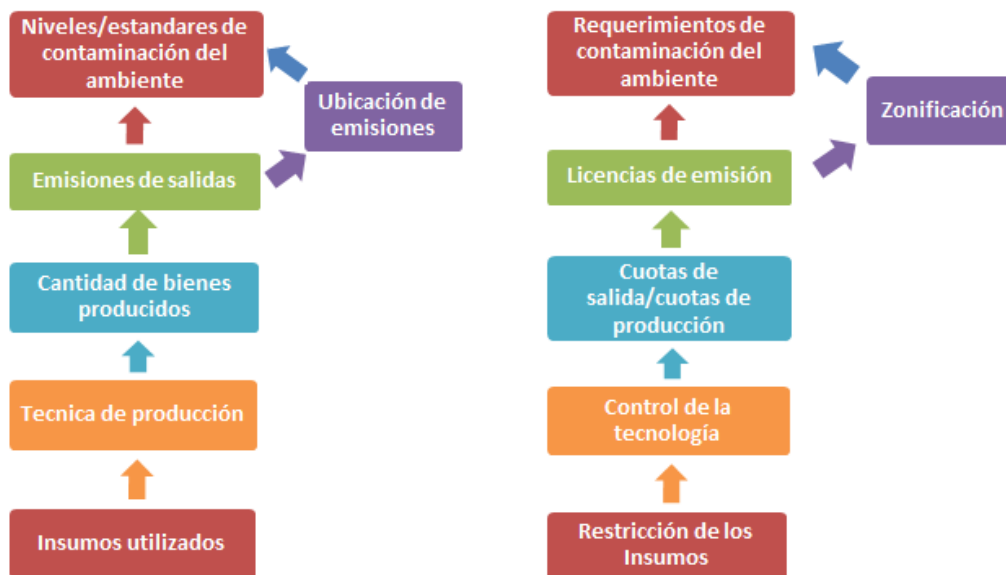 Niveles/estandares de
contaminación del
ambiente
Ubicación de
emisiones
Emisiones de salidas
Cantidad de bienes
producidos
Tecnica de producción
Insumos utilizados
Requerimientos de
contaminación del
ambiente
Zonificación
Licencias de emisión
Cuotas de
salida/cuotas de
producción
Control de la
tecnología
Restricción de los
Insumos